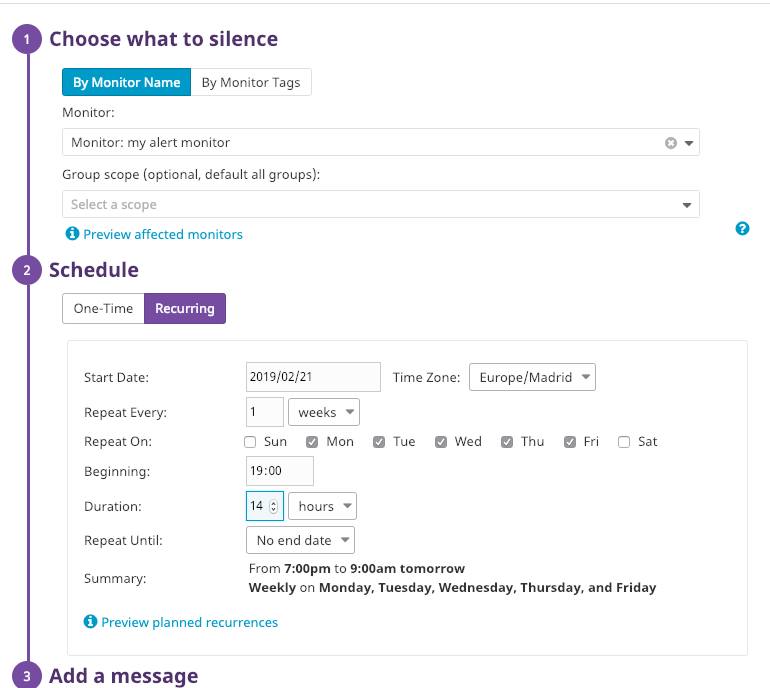 1 Choose what to silence
By Monitor Name By Monitor Tags
Monitor:
Monitor: my alert monitor
Group scope (optional, default all groups):
Select a scope
Preview affected monitors
2 Schedule
One-Time Recurring
Start Date: 2019/02/21 Time Zone: Europe/Madrid
Repeat Every: 1 weeks
Repeat On: Sun Mon Tue Wed Thu Fri Sat
Beginning: 19:00
Duration: 14 hours
Repeat Until: No end date
Summary: From 7:00pm to 9:00am tomorrow
Weekly on Monday, Tuesday, Wednesday, Thursday, and Friday
Preview planned recurrences
3 Add a message